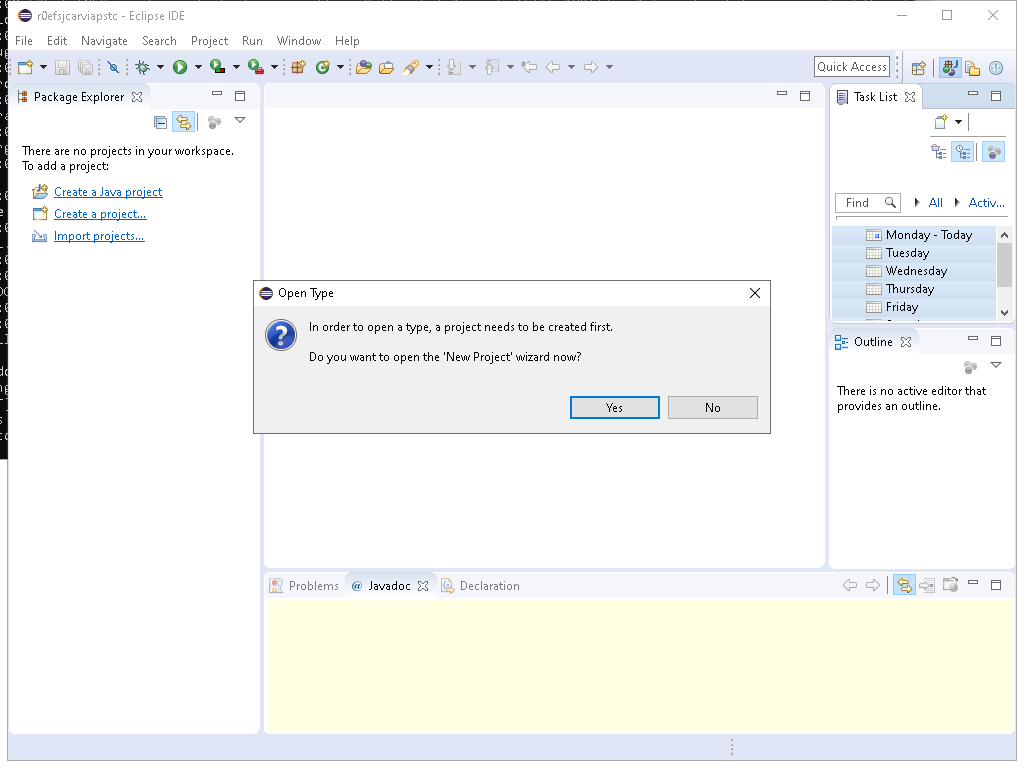 r0efsjcarviapstc - Eclipse IDE
File Edit Navigate Search Project Run Window Help
Quick Access
Package Explorer
There are no projects in your workspace.
To add a project:
Create a Java project
Create a project...
Import projects...
Task List
Find All Activ...
Monday - Today
Tuesday
Wednesday
Thursday
Friday
Open Type
In order to open a type, a project needs to be created first.
Do you want to open the 'New Project' wizard now?
Yes No
Outline
There is no active editor that
provides an outline.
Problems @ Javadoc Declaration